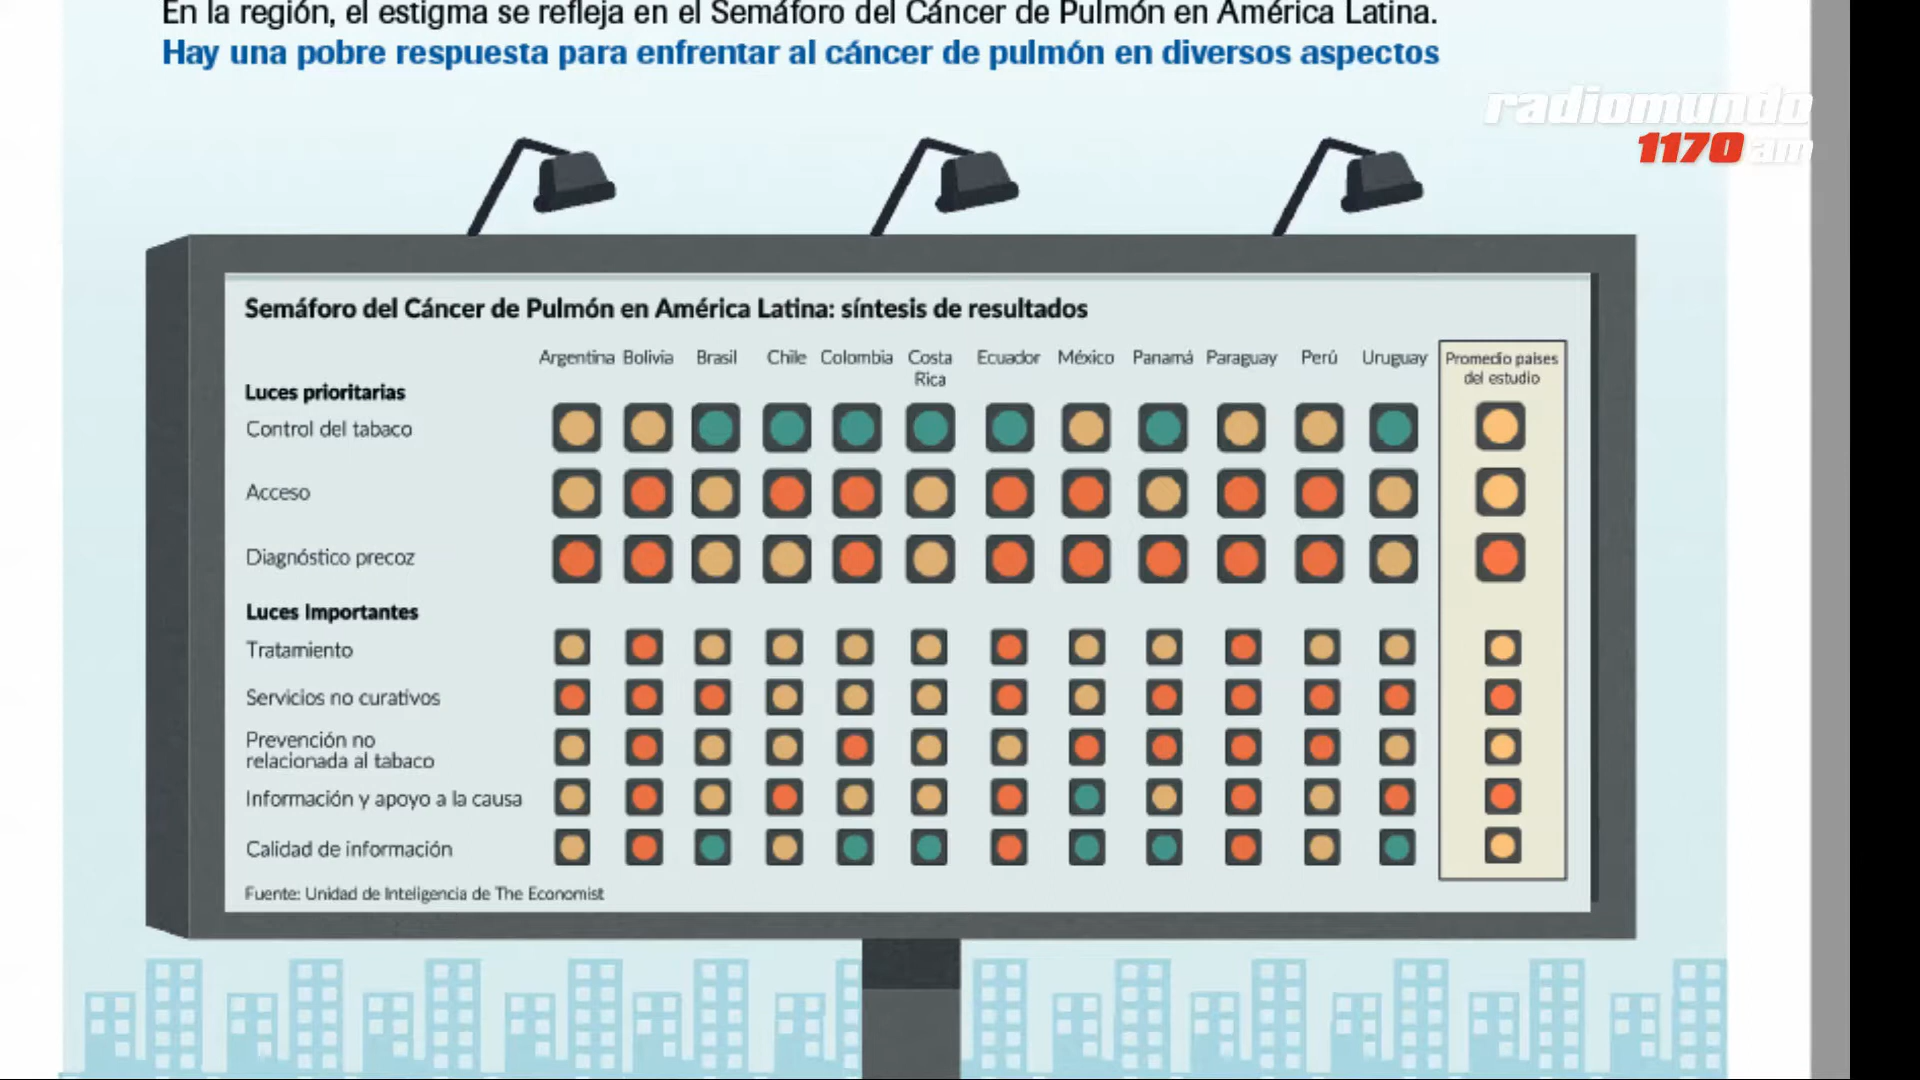 En la región, el estigma se refleja en el Semáforo del Cáncer de Pulmón en América Latina.
Hay una pobre respuesta para enfrentar al cáncer de pulmón en diversos aspectos
radiomundo
1170 am
Semáforo del Cáncer de Pulmón en América Latina: síntesis de resultados
Argentina Bolivia Brasil Chile Colombia Costa Rica Ecuador México Panamá Paraguay Perú Uruguay Promedio países del estudio
Luces prioritarias
Control del tabaco
Acceso
Diagnóstico precoz
Luces Importantes
Tratamiento
Servicios no curativos
Prevención no
relacionada al tabaco
Información y apoyo a la causa
Calidad de información
Fuente: Unidad de Inteligencia de The Economist